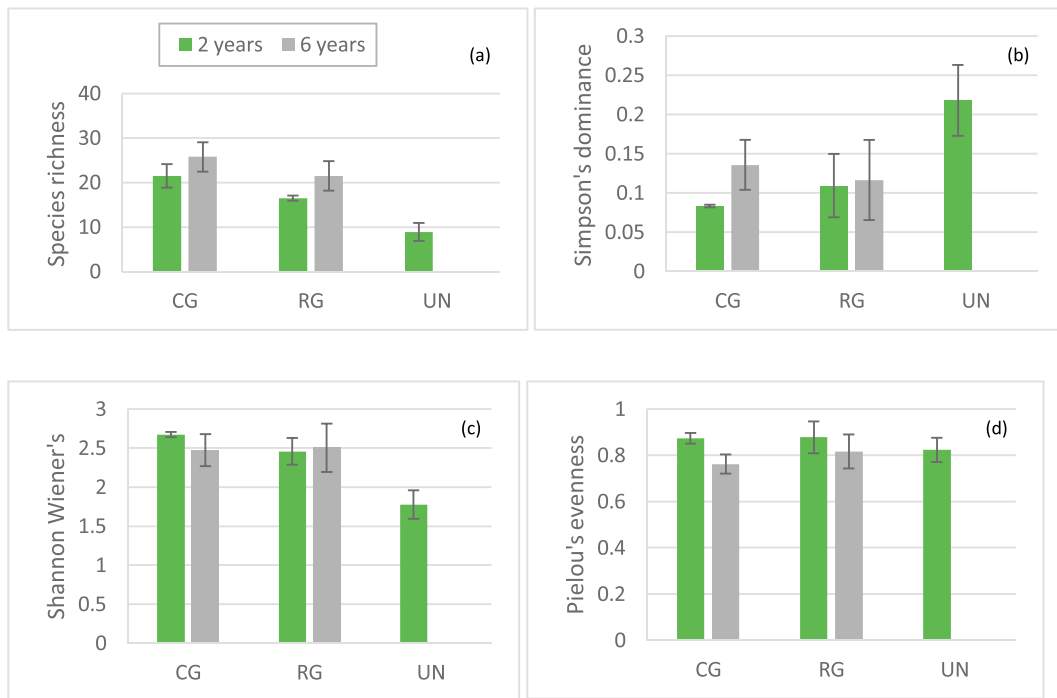 2 years 6 years
(a)
Species richness
40
30
20
10
0
CG RG UN
(b)
Simpson's dominance
0.3
0.25
0.2
0.15
0.1
0.05
0
CG RG UN
(c)
Shannon Wiener's
3
2.5
2
1.5
1
0.5
0
CG RG UN
(d)
Pielou's evenness
1
0.8
0.6
0.4
0.2
0
CG RG UN